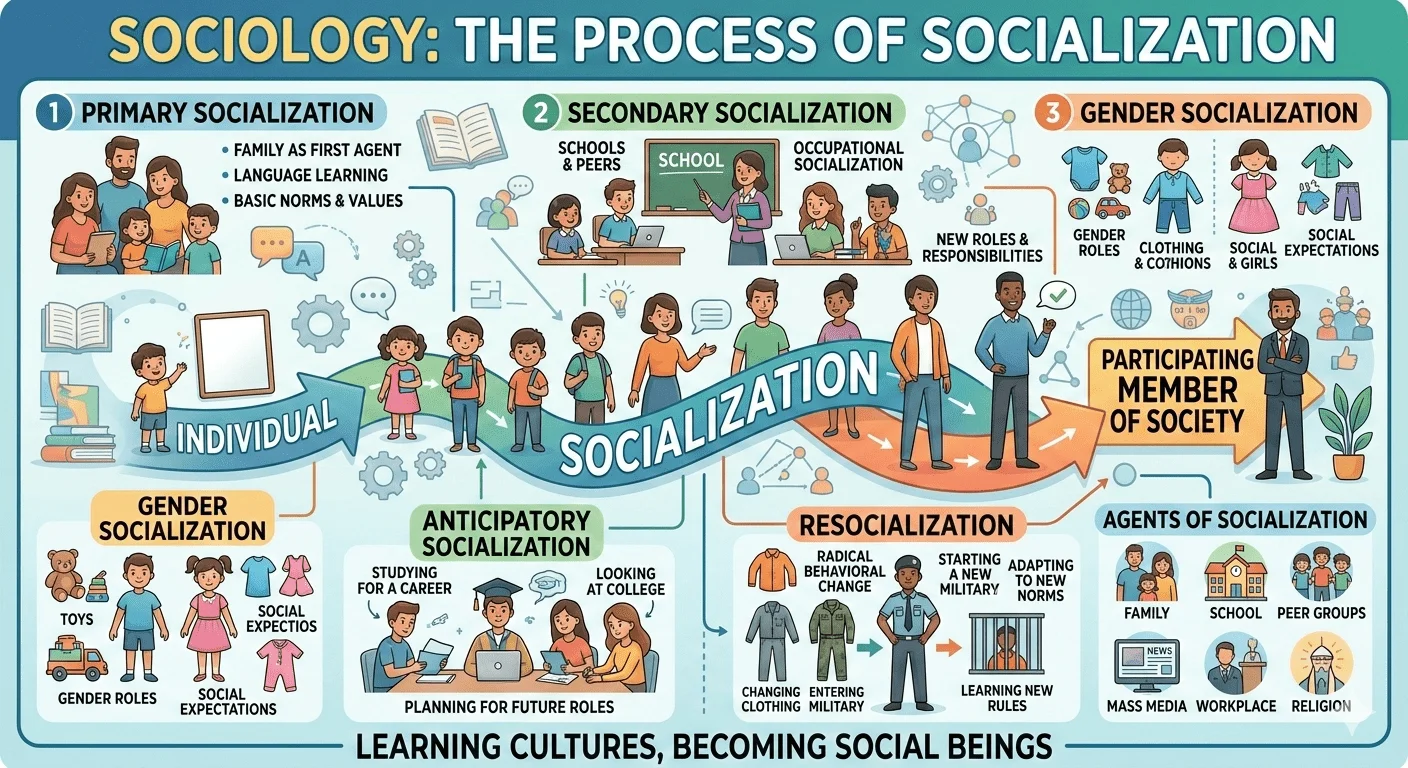 SOCIOLOGY: THE PROCESS OF SOCIALIZATION
1 PRIMARY SOCIALIZATION
• FAMILY AS FIRST AGENT
• LANGUAGE LEARNING
• BASIC NORMS & VALUES
A
2 SECONDARY SOCIALIZATION
SCHOOLS
& PEERS
SCHOOL
OCCUPATIONAL
SOCIALIZATION
NEW ROLES &
RESPONSIBILITIES
3 GENDER SOCIALIZATION
GENDER
ROLES
CLOTHING
& COTHIONS
SOCIAL
& GIRLS
SOCIAL
EXPECTATIONS
INDIVIDUAL
SOCIALIZATION
PARTICIPATING
MEMBER
OF SOCIETY
GENDER
SOCIALIZATION
TOYS
SOCIAL
EXPECTIOS
GENDER ROLES
SOCIAL
EXPECTATIONS
ANTICIPATORY
SOCIALIZATION
STUDYING
FOR A CAREER
LOOKING
AT COLLEGE
PLANNING FOR FUTURE ROLES
RESOCIALIZATION
RADICAL
BEHAVIORAL
CHANGE
STARTING
A NEW
MILITARY
ADAPTING
TO NEW
NORMS
CHANGING
CLOTHING
ENTERING
MILITARY
LEARNING NEW
RULES
AGENTS OF SOCIALIZATION
FAMILY
SCHOOL
PEER GROUPS
NEWS
MASS MEDIA
WORKPLACE
RELIGION
LEARNING CULTURES, BECOMING SOCIAL BEINGS